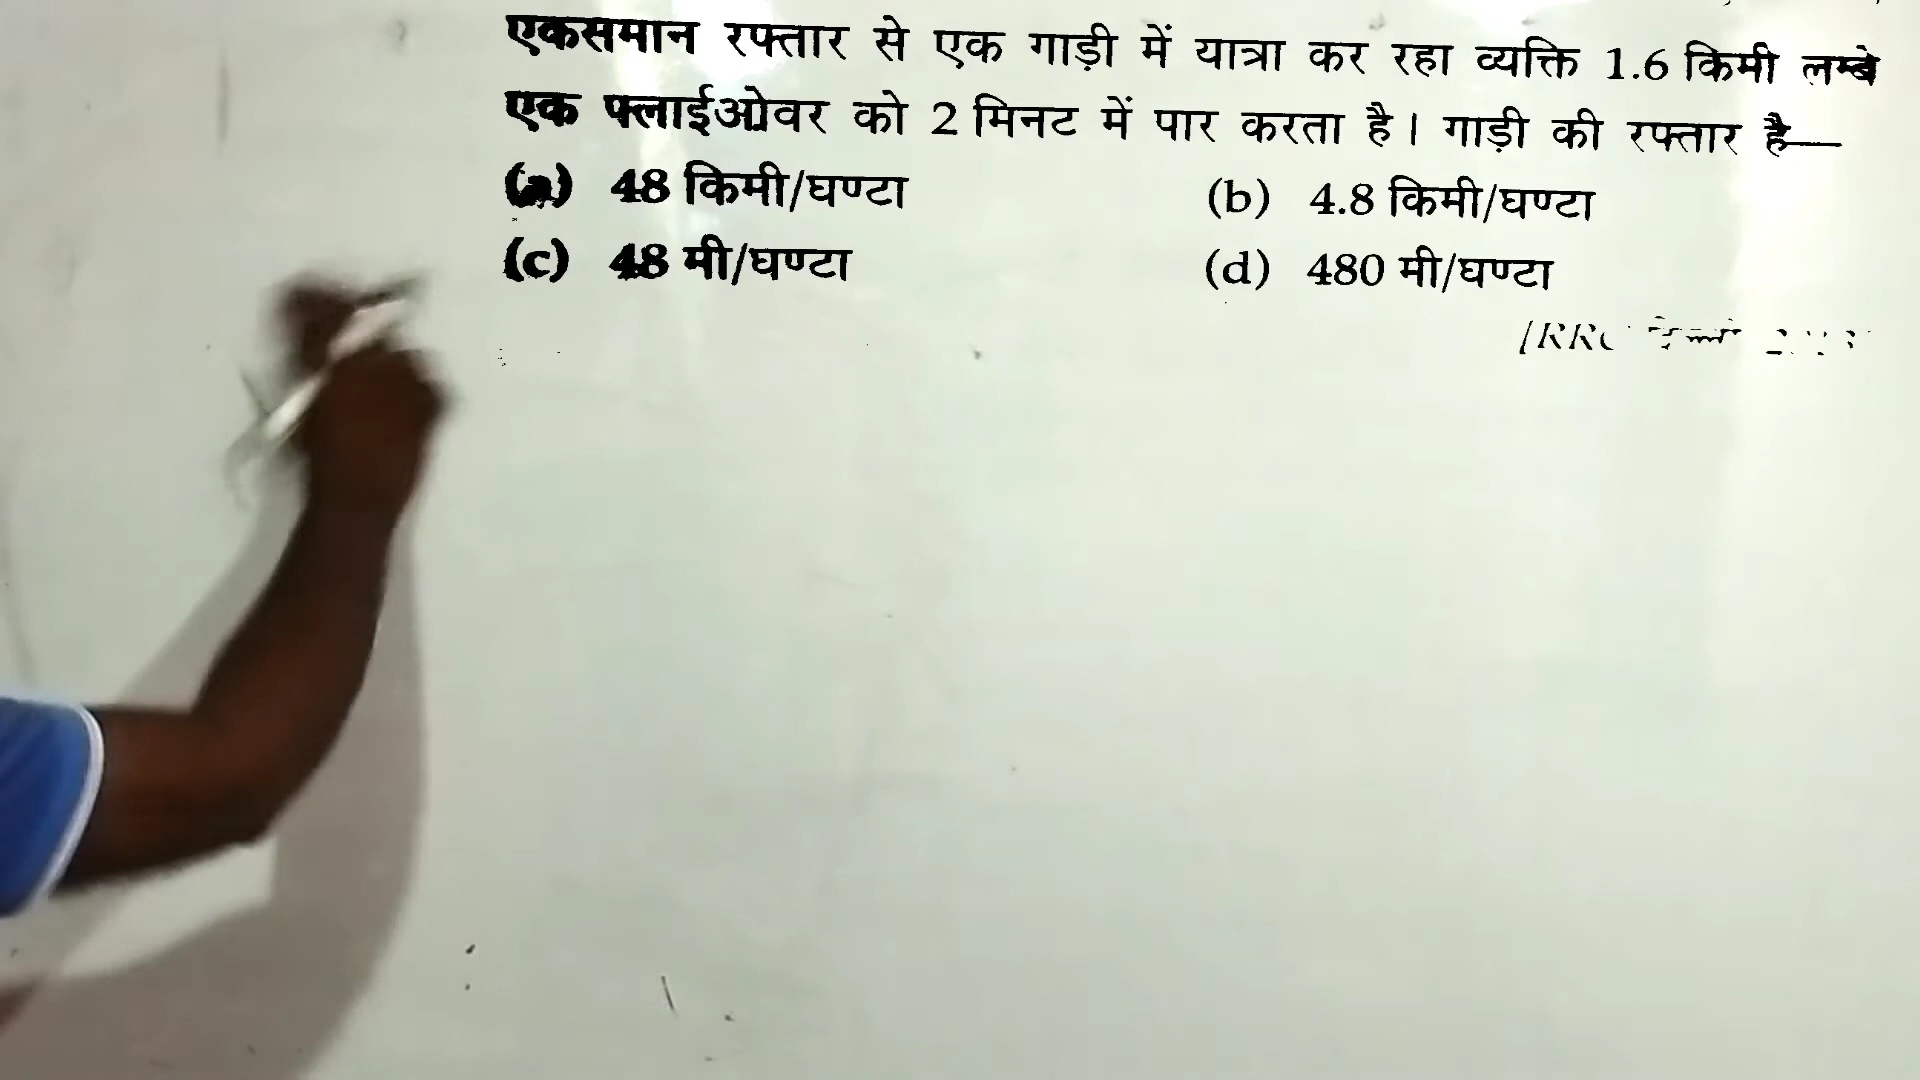 एकसमान रफ्तार से एक गाड़ी में यात्रा कर रहा व्यक्ति 1.6 किमी लम्बे
एक फ्लाईओवर को 2 मिनट में पार करता है। गाड़ी की रफ्तार है—
(a) 48 किमी/घण्टा (b) 4.8 किमी/घण्टा
(c) 48 मी/घण्टा (d) 480 मी/घण्टा